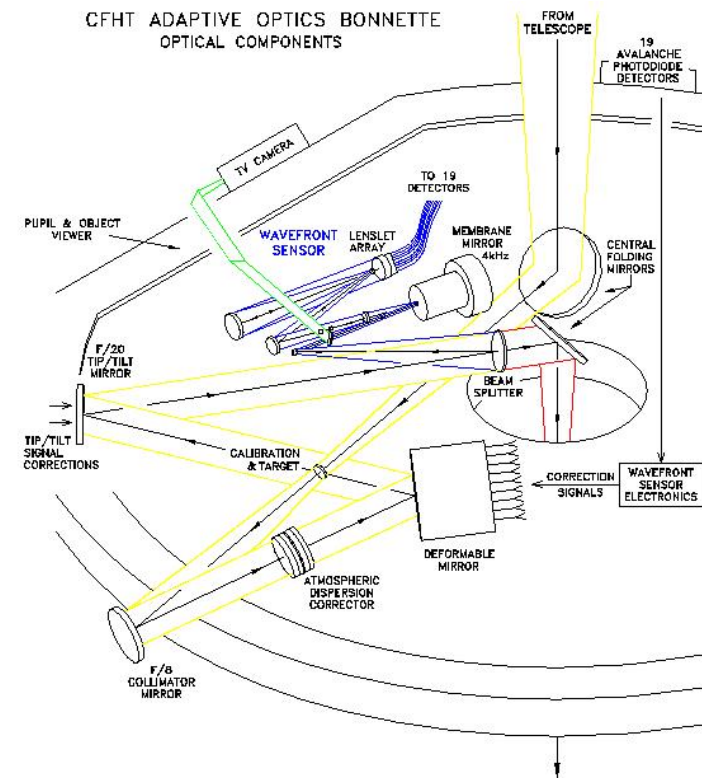 CFHT ADAPTIVE OPTICS BONNETTE
OPTICAL COMPONENTS
FROM
TELESCOPE
19
AVALANCHE
PHOTODIODE
DETECTORS
TV CAMERA
TO 19
DETECTORS
PUPIL & OBJECT
VIEWER
WAVEFRONT
SENSOR
LENSLET
ARRAY
MEMBRANE
MIRROR
4kHz
CENTRAL
FOLDING
MIRRORS
F/20
TIP/TILT
MIRROR
BEAM
SPLITTER
TIP/TILT
SIGNAL
CORRECTIONS
CALIBRATION
& TARGET
CORRECTION
SIGNALS
WAVEFRONT
SENSOR
ELECTRONICS
DEFORMABLE
MIRROR
ATMOSPHERIC
DISPERSION
CORRECTOR
F/8
COLLIMATOR
MIRROR